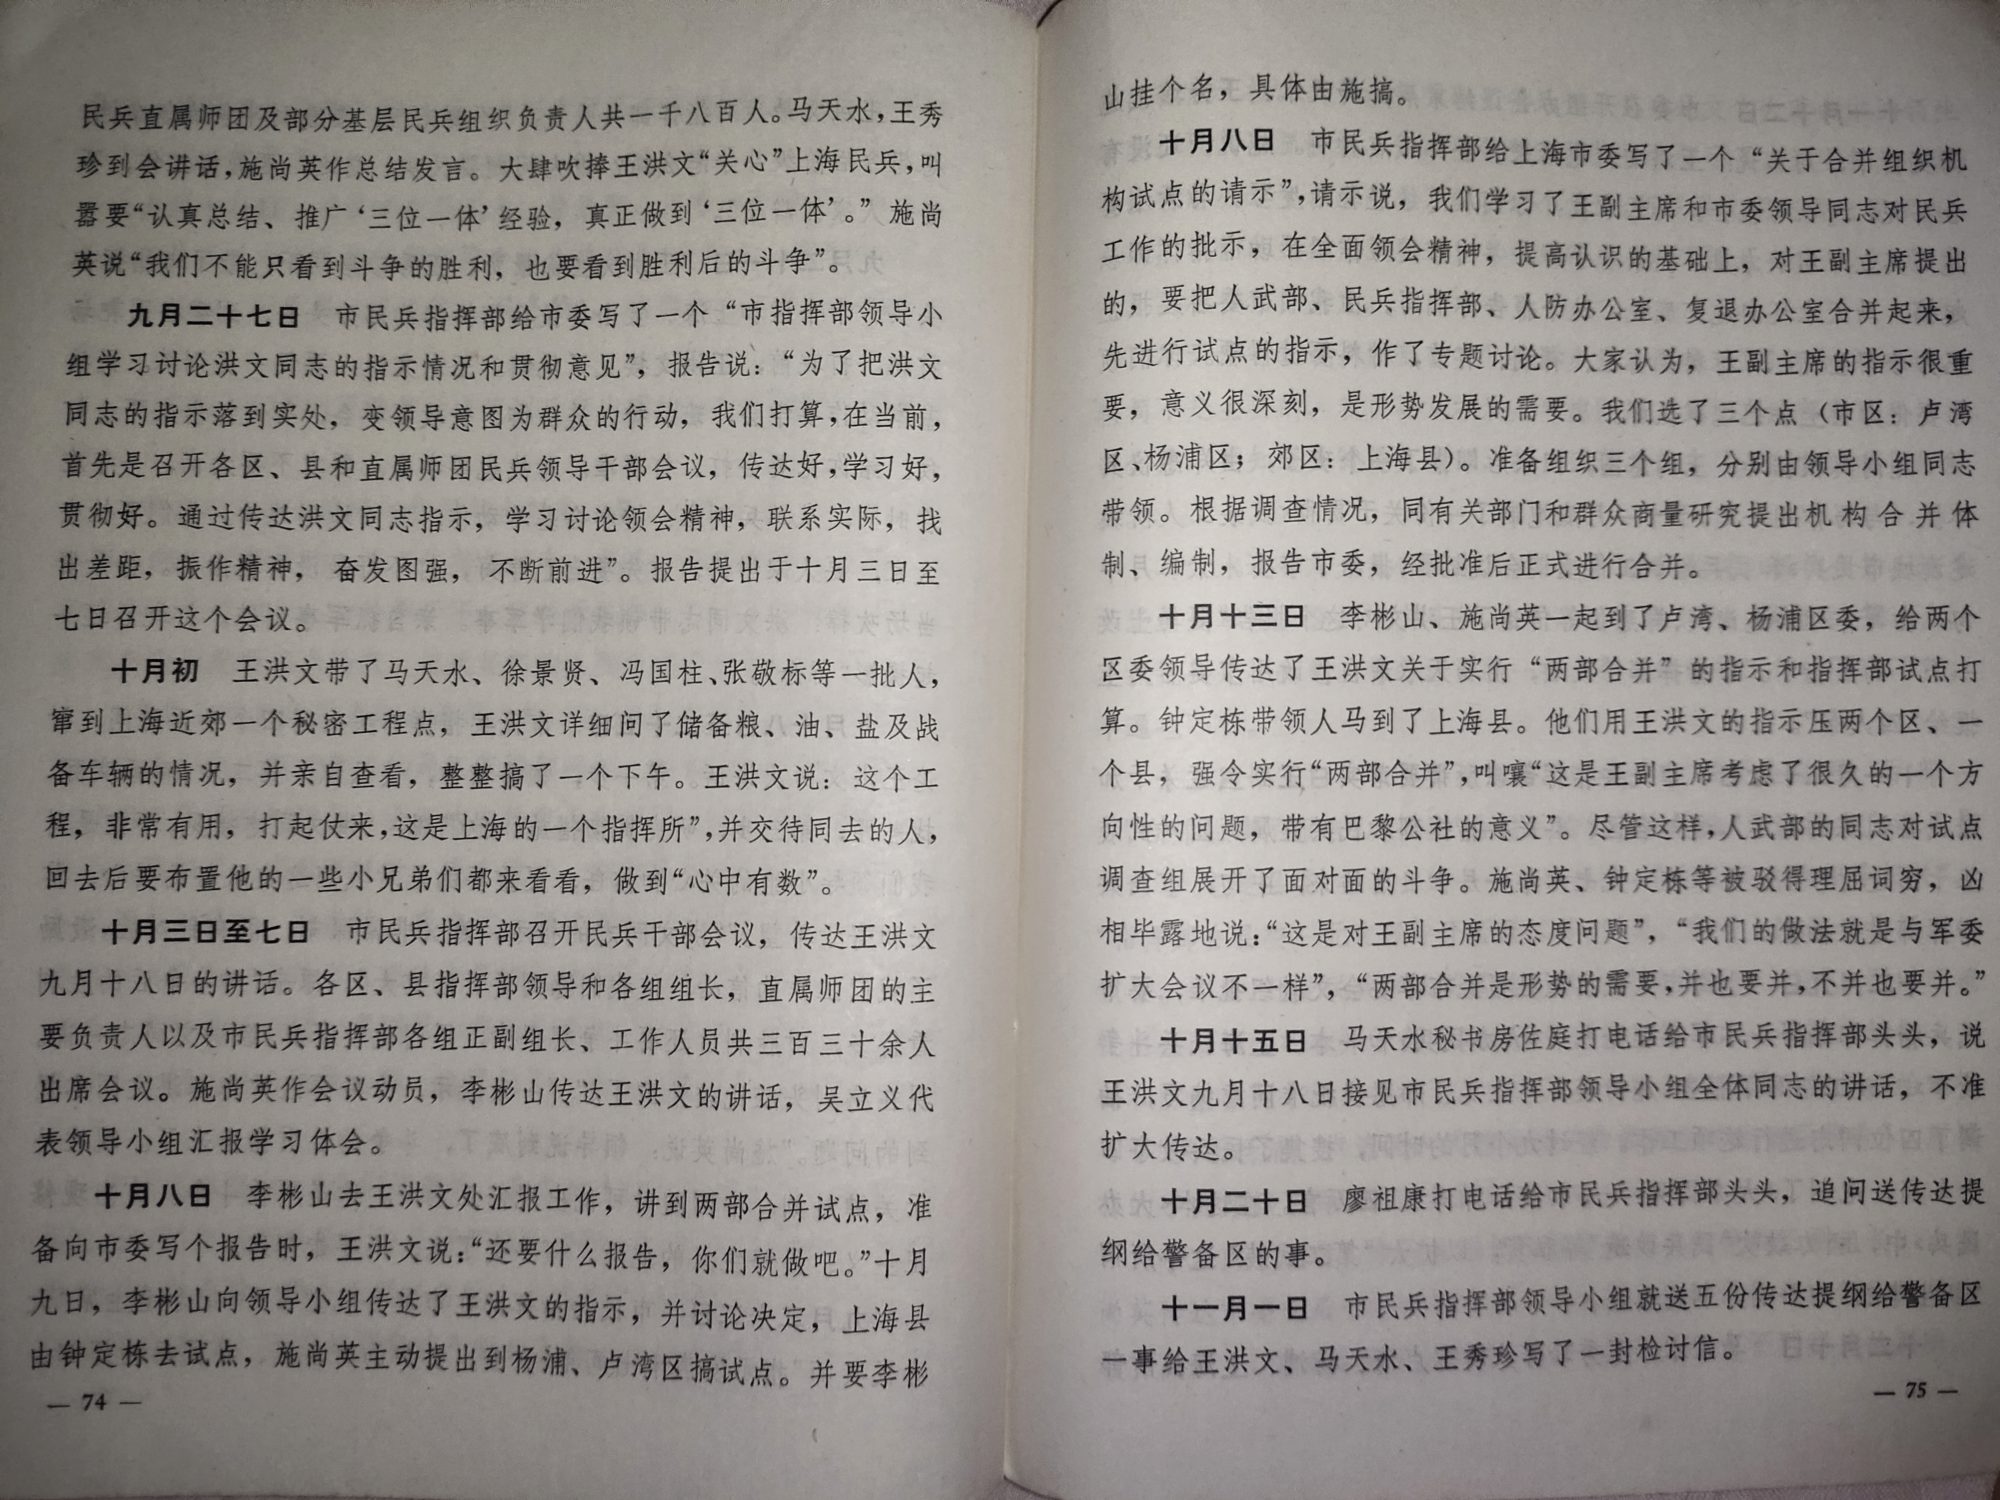 民兵直属师团及部分基层民兵组织负责人共一千八百人。马天水，王秀
珍到会讲话，施尚英作总结发言。大肆吹捧王洪文“关心”上海民兵，叫
嚣要“认真总结、推广‘三位一体’经验，真正做到‘三位一体’。”施尚
英说“我们不能只看到斗争的胜利，也要看到胜利后的斗争”。
九月二十七日　市民兵指挥部给市委写了一个“市指挥部领导小
组学习讨论洪文同志的指示情况和贯彻意见”，报告说：“为了把洪文
同志的指示落到实处，变领导意图为群众的行动，我们打算，在当前，
首先是召开各区、县和直属师团民兵领导干部会议，传达好，学习好，
贯彻好。通过传达洪文同志指示，学习讨论领会精神，联系实际，找
出差距，振作精神，奋发图强，不断前进”。报告提出于十月三日至
七日召开这个会议。
十月初　王洪文带了马天水、徐景贤、冯国柱、张敬标等一批人，
窜到上海近郊一个秘密工程点，王洪文详细问了储备粮、油、盐及战
备车辆的情况，并亲自查看，整整搞了一个下午。王洪文说：这个工
程，非常有用，打起仗来，这是上海的一个指挥所”，并交待同去的人，
回去后要布置他的一些小兄弟们都来看看，做到“心中有数”。
十月三日至七日　市民兵指挥部召开民兵干部会议，传达王洪文
九月十八日的讲话。各区、县指挥部领导和各组组长，直属师团的主
要负责人以及市民兵指挥部各组正副组长、工作人员共三百三十余人
出席会议。施尚英作会议动员，李彬山传达王洪文的讲话，吴立义代
表领导小组汇报学习体会。
十月八日　李彬山去王洪文处汇报工作，讲到两部合并试点，准
备向市委写个报告时，王洪文说：“还要什么报告，你们就做吧。”十月
九日，李彬山向领导小组传达了王洪文的指示，并讨论决定，上海县
由钟定栋去试点，施尚英主动提出到杨浦、卢湾区搞试点。并要李彬
— 74 —
山挂个名，具体由施搞。
十月八日　市民兵指挥部给上海市委写了一个“关于合并组织机
构试点的请示”，请示说，我们学习了王副主席和市委领导同志对民兵
工作的批示，在全面领会精神，提高认识的基础上，对王副主席提出
的，要把人武部、民兵指挥部、人防办公室、复退办公室合并起来，
先进行试点的指示，作了专题讨论。大家认为，王副主席的指示很重
要，意义很深刻，是形势发展的需要。我们选了三个点（市区：卢湾
区、杨浦区；郊区：上海县）。准备组织三个组，分别由领导小组同志
带领。根据调查情况，同有关部门和群众商量研究提出机构合并体
制、编制，报告市委，经批准后正式进行合并。
十月十三日　李彬山、施尚英一起到了卢湾、杨浦区委，给两个
区委领导传达了王洪文关于实行“两部合并”的指示和指挥部试点打
算。钟定栋带领人马到了上海县。他们用王洪文的指示压两个区、一
个县，强令实行“两部合并”，叫嚷“这是王副主席考虑了很久的一个方
向性的问题，带有巴黎公社的意义”。尽管这样，人武部的同志对试点
调查组展开了面对面的斗争。施尚英、钟定栋等被驳得理屈词穷，凶
相毕露地说：“这是对王副主席的态度问题”，“我们的做法就是与军委
扩大会议不一样”，“两部合并是形势的需要，并也要并，不并也要并。”
十月十五日　马天水秘书房佐庭打电话给市民兵指挥部头头，说
王洪文九月十八日接见市民兵指挥部领导小组全体同志的讲话，不准
扩大传达。
十月二十日　廖祖康打电话给市民兵指挥部头头，追问送传达提
纲给警备区的事。
十一月一日　市民兵指挥部领导小组就送五份传达提纲给警备区
一事给王洪文、马天水、王秀珍写了一封检讨信。
— 75 —